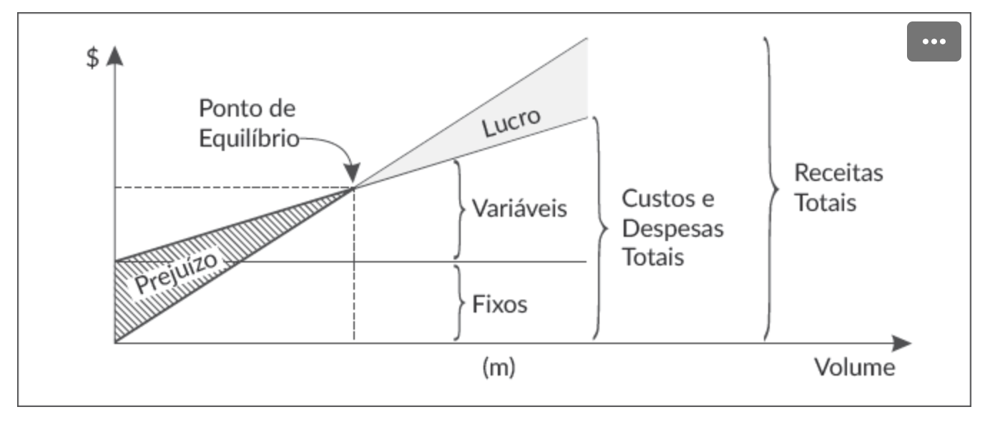 $
Ponto de
Equilíbrio
Lucro
Receitas
Totais
Custos e
Despesas
Totais
Variáveis
Prejuízo
Fixos
(m)
Volume